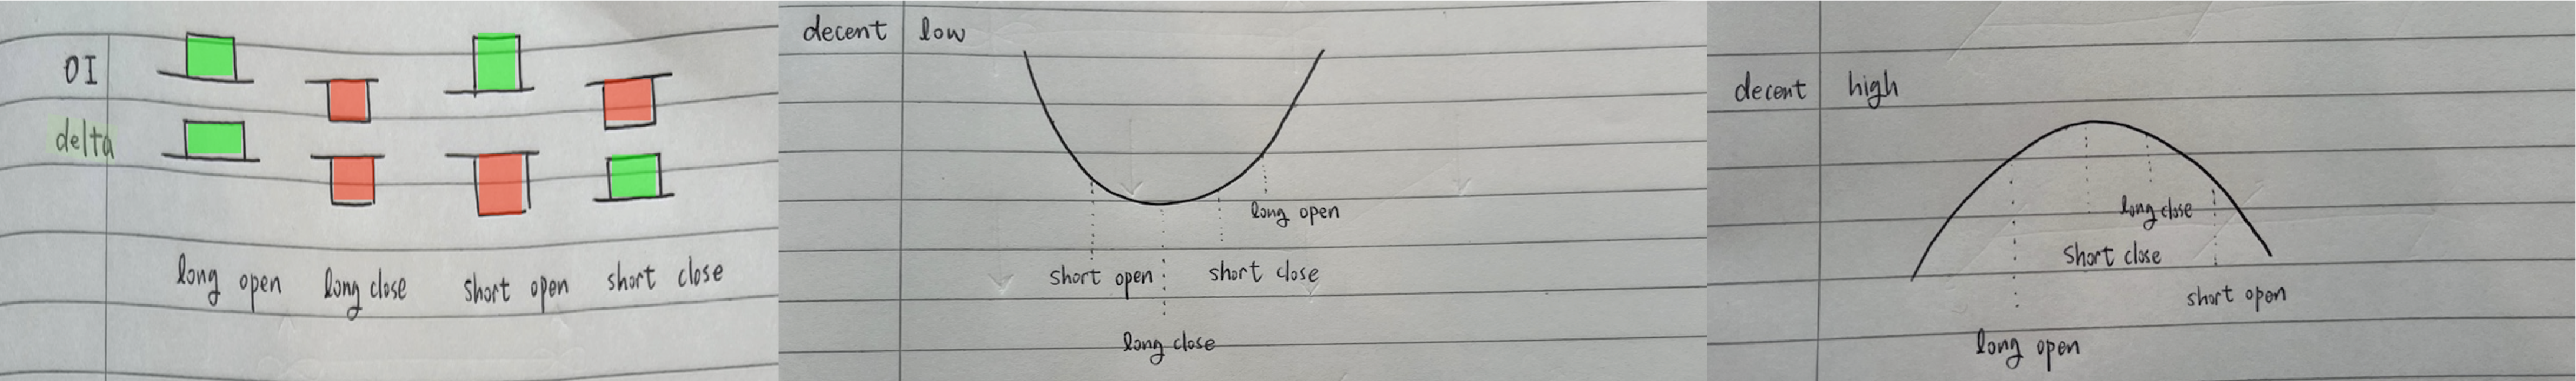 OI
delta
long open long close short open short close
decent low
long open
short open short close
long close
decent high
long close
Short close
short open
long open